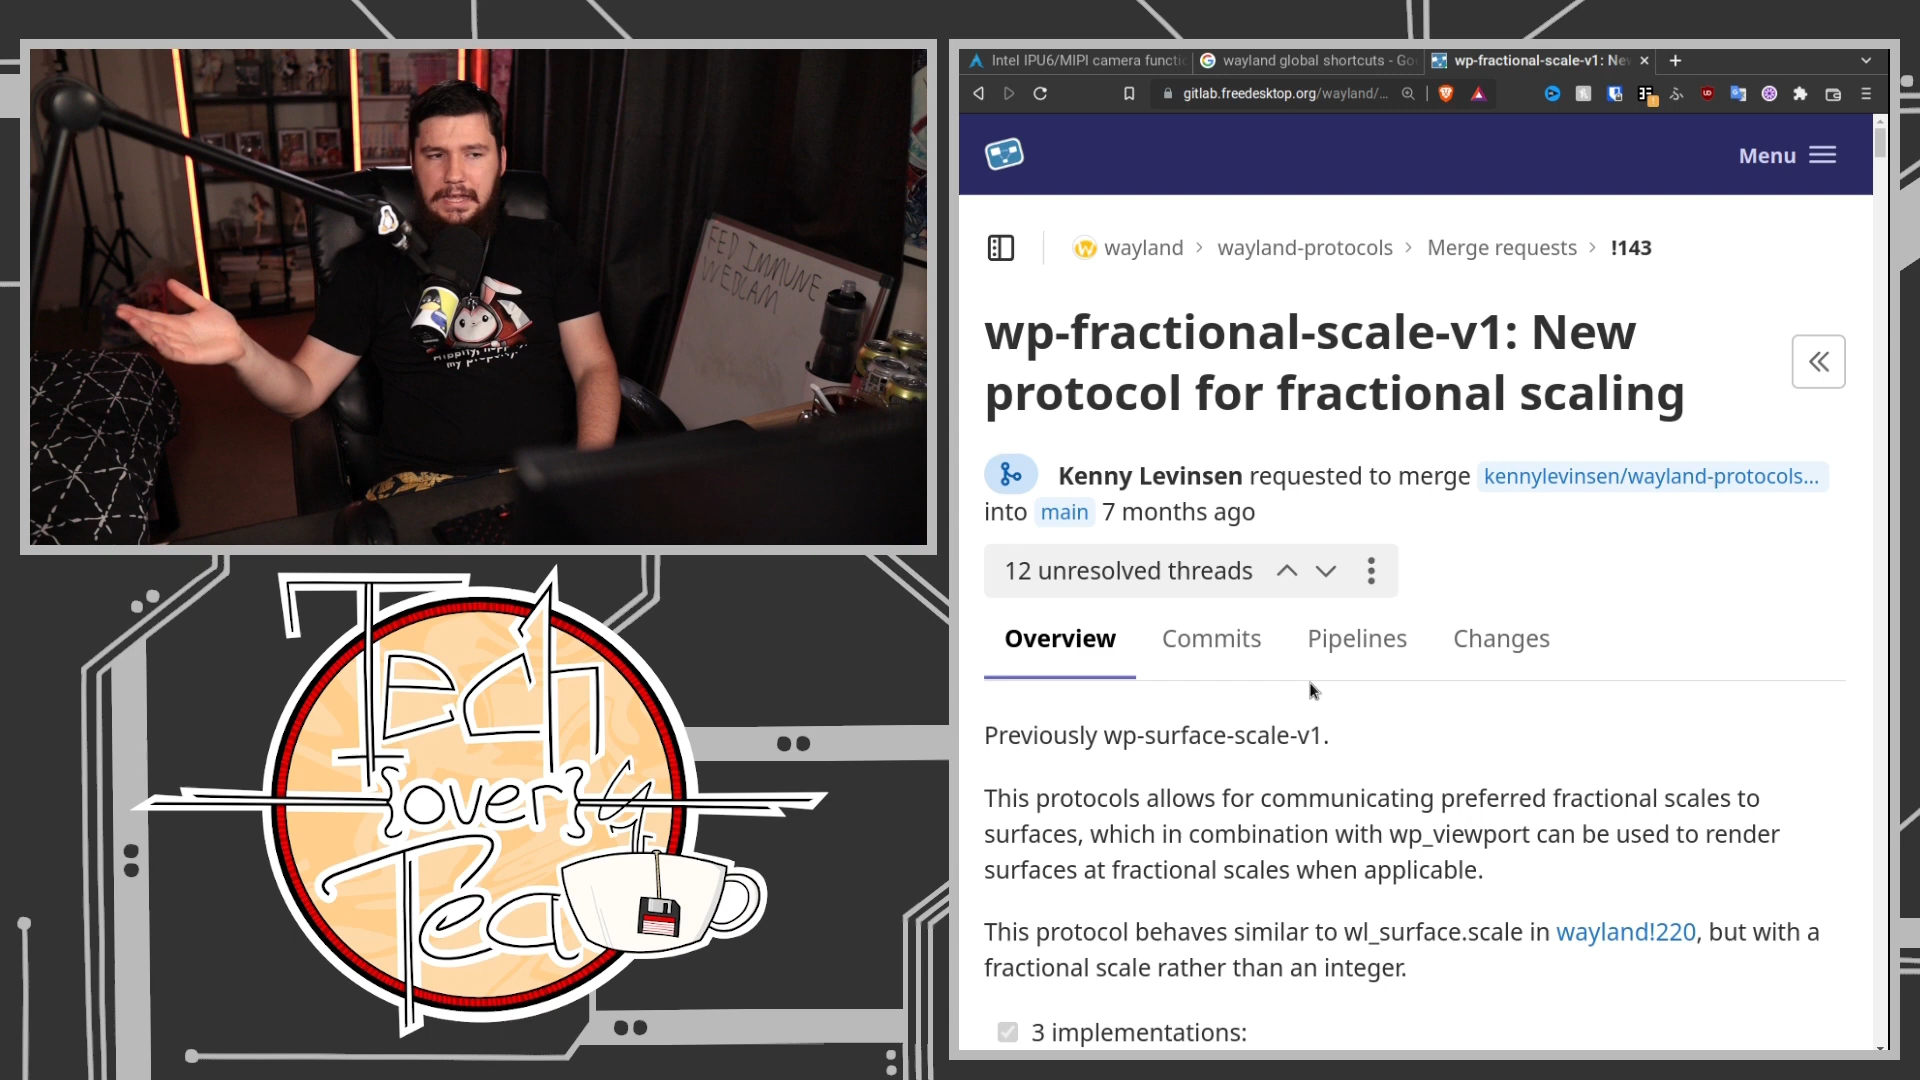 FED IMMUNE
WEBCAM
Tech
{over}
Tea
Intel IPU6/MIPI camera functi
wayland global shortcuts - Go
wp-fractional-scale-v1: Ne
gitlab.freedesktop.org/wayland/...
Menu
wayland > wayland-protocols > Merge requests > !143
wp-fractional-scale-v1: New
protocol for fractional scaling
Kenny Levinsen requested to merge kennylevinsen/wayland-protocols...
into main 7 months ago
12 unresolved threads
Overview Commits Pipelines Changes
Previously wp-surface-scale-v1.
This protocols allows for communicating preferred fractional scales to
surfaces, which in combination with wp_viewport can be used to render
surfaces at fractional scales when applicable.
This protocol behaves similar to wl_surface.scale in wayland!220, but with a
fractional scale rather than an integer.
3 implementations: